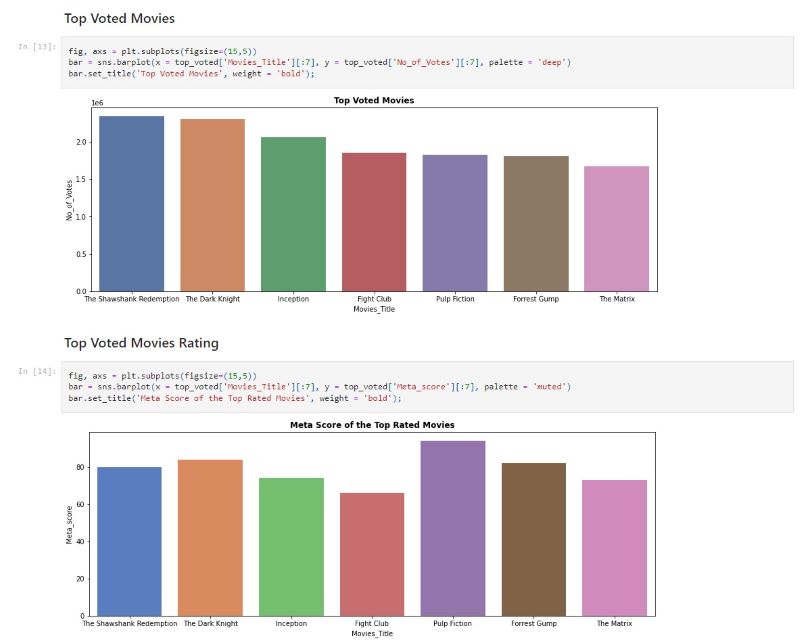 Top Voted Movies
In [13]:
fig, axs = plt.subplots(figsize=(15,5))
bar = sns.barplot(x = top_voted['Movies_Title'][:7], y = top_voted['No_of_Votes'][:7], palette = 'deep')
bar.set_title('Top Voted Movies', weight = 'bold');
Top Voted Movies
1e6
2.0
1.5
1.0
0.5
0.0
No_of_Votes
The Shawshank Redemption The Dark Knight Inception Fight Club Pulp Fiction Forrest Gump The Matrix
Movies_Title
Top Voted Movies Rating
In [14]:
fig, axs = plt.subplots(figsize=(15,5))
bar = sns.barplot(x = top_voted['Movies_Title'][:7], y = top_voted['Meta_score'][:7], palette = 'muted')
bar.set_title('Meta Score of the Top Rated Movies', weight = 'bold');
Meta Score of the Top Rated Movies
80
60
40
20
0
Meta_score
The Shawshank Redemption The Dark Knight Inception Fight Club Pulp Fiction Forrest Gump The Matrix
Movies_Title